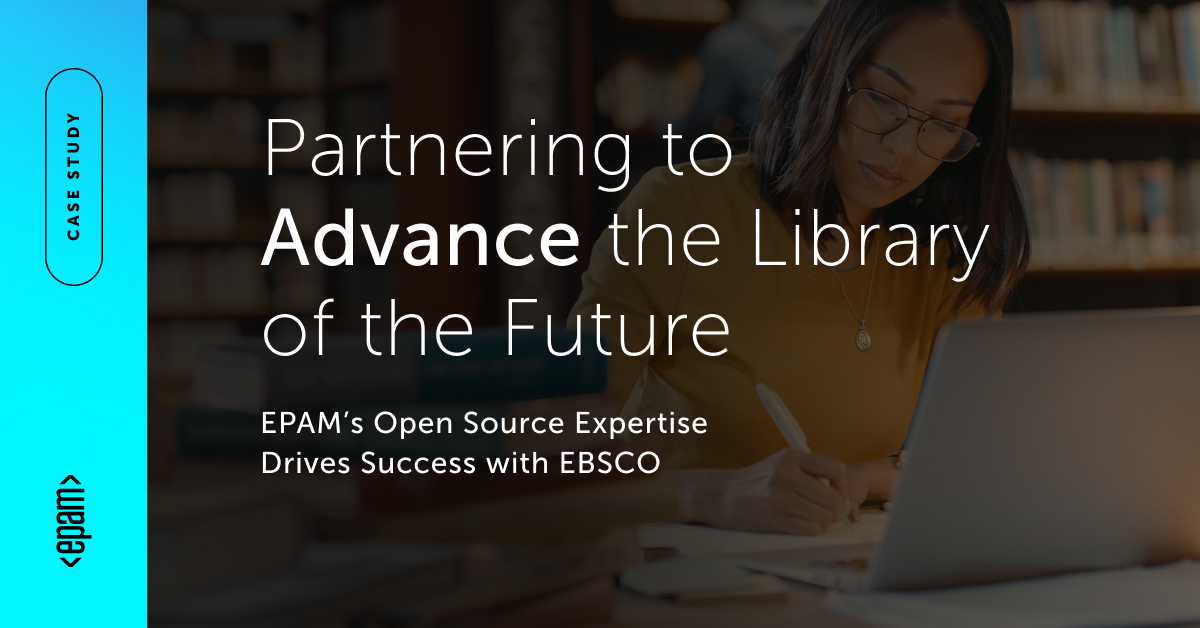 CASE STUDY
<epam>
Partnering to
Advance the Library
of the Future
EPAM’s Open Source Expertise
Drives Success with EBSCO